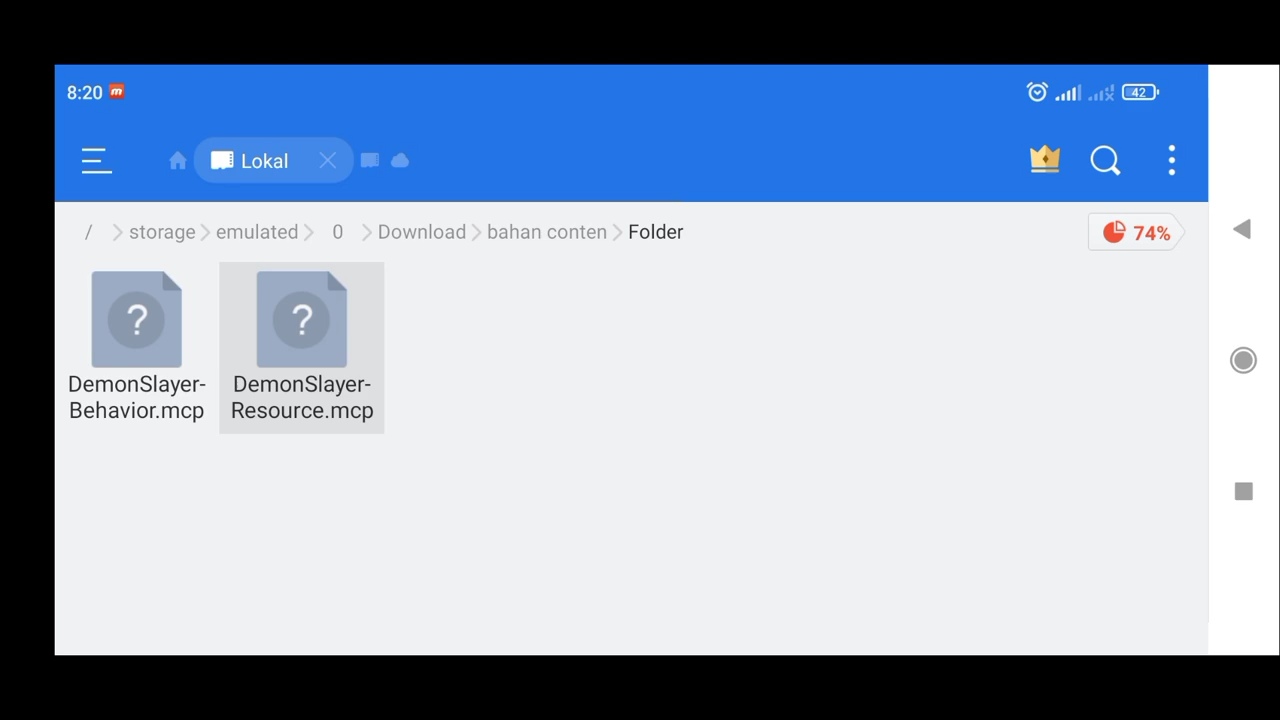 8:20 m 42
Lokal
/ storage emulated 0 Download bahan conten Folder 74%
? ?
DemonSlayer- DemonSlayer-
Behavior.mcp Resource.mcp